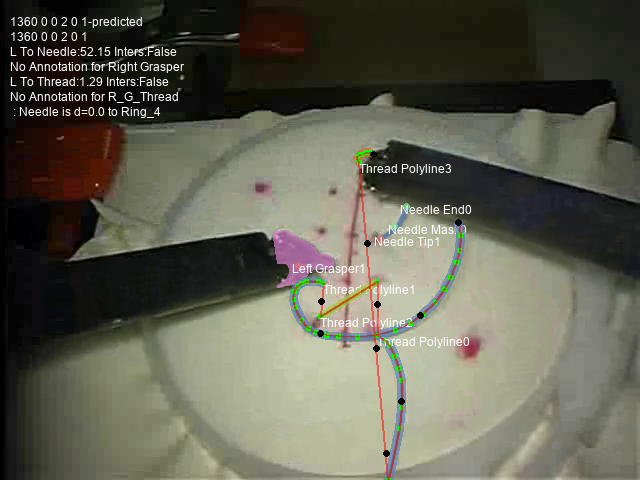 1360 0 0 2 0 1-predicted
1360 0 0 2 0 1
L To Needle:52.15 Inters:False
No Annotation for Right Grasper
L To Thread:1.29 Inters:False
No Annotation for R_G_Thread
: Needle is d=0.0 to Ring_4
Thread Polyline3
Needle End0
Needle Mask0
Needle Tip1
Left Grasper1
Thread Polyline1
Thread Polyline2
Thread Polyline0